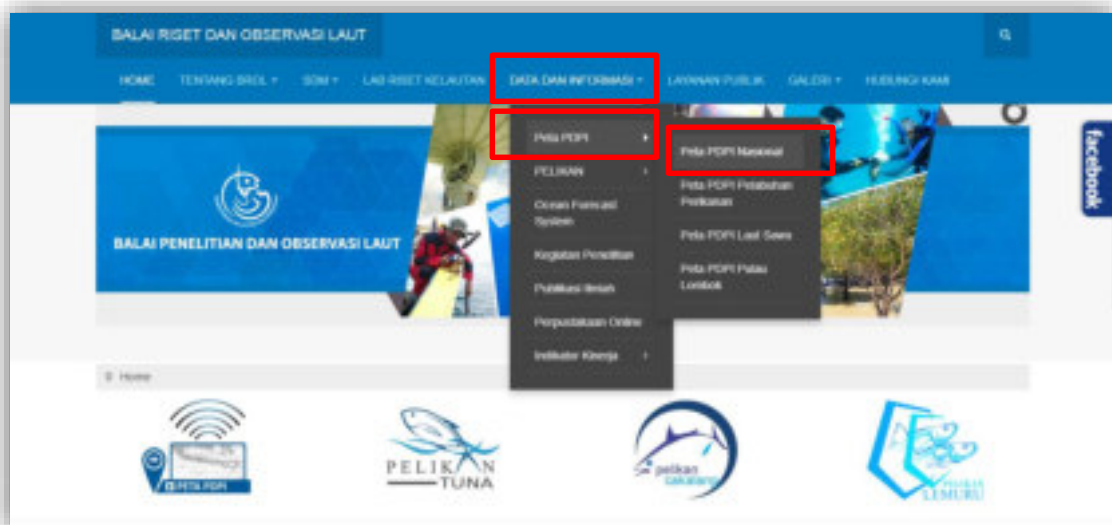 BALAI RISET DAN OBSERVASI LAUT
HOME TENTANG BROL SDM LAB RISET KELAUTAN DATA DAN INFORMASI LAYANAN PUBLIK GALERI HUBUNGI KAMI
Peta PDPI
PELIKAN
Ocean Forecast
System
Kegiatan Penelitian
Publikasi Ilmiah
Perpustakaan Online
Indikator Kinerja
Peta PDPI Nasional
Peta PDPI Pelabuhan
Perikanan
Peta PDPI Laut Sawu
Peta PDPI Pulau
Lombok
facebook
BALAI PENELITIAN DAN OBSERVASI LAUT
Home
PETA PDPI
PELIKAN
TUNA
pelikan
cakalang
PELIKAN
LEMURU